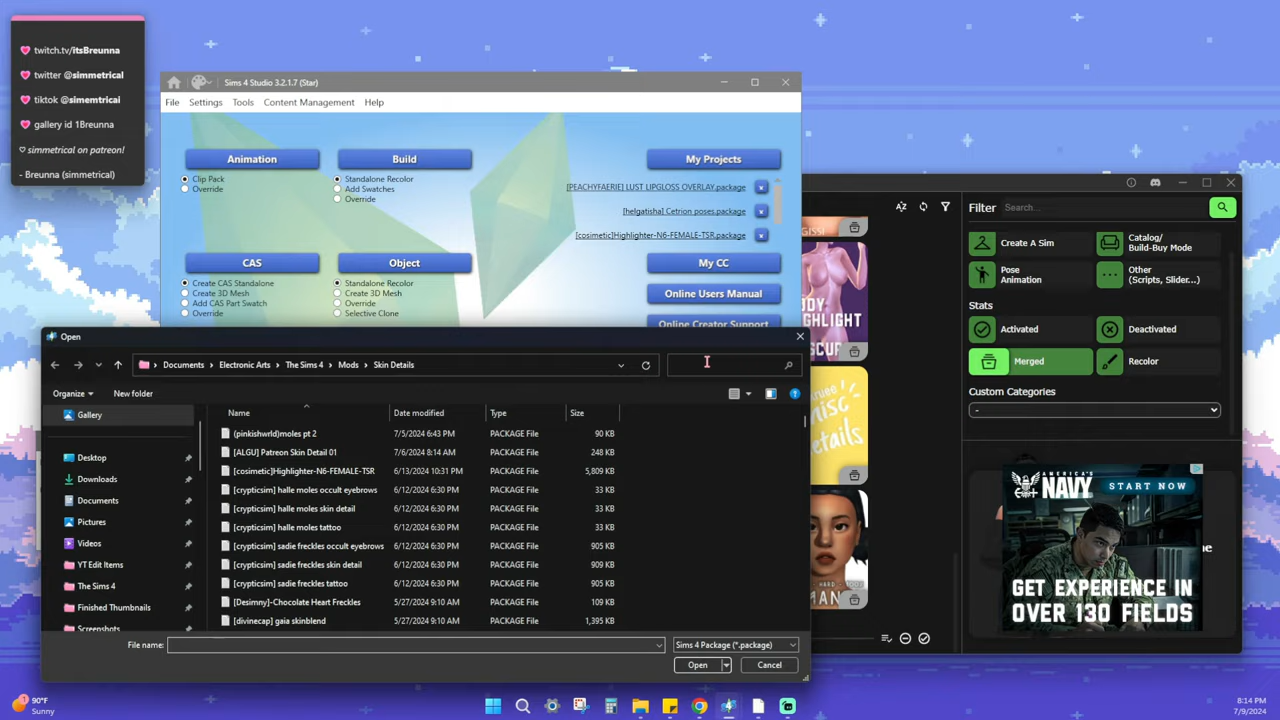 twitch.tv/itsBreunna
twitter @simmetrical
tiktok @simemtrical
gallery id 1Breunna
♡ simmetrical on patreon!
- Breunna (simmetrical)
Sims 4 Studio 3.2.1.7 (Star)
File Settings Tools Content Management Help
Animation
Clip Pack
Override
Build
Standalone Recolor
Add Swatches
Override
My Projects
[PEACHYFAERIE] LUST LIPGLOSS OVERLAY.package
[helgatisha] Cetrion poses.package
[cosimetic]Highlighter-N6-FEMALE-TSR.package
CAS
Create CAS Standalone
Create 3D Mesh
Add CAS Part Swatch
Override
Object
Standalone Recolor
Create 3D Mesh
Override
Selective Clone
My CC
Online Users Manual
Online Creator Support
Open
Documents > Electronic Arts > The Sims 4 > Mods > Skin Details
Organize New folder
Gallery
Desktop
Downloads
Documents
Pictures
Videos
YT Edit Items
The Sims 4
Finished Thumbnails
Screenshots
Name Date modified Type Size
(pinkishwrld)moles pt 2 7/5/2024 6:43 PM PACKAGE File 90 KB
[ALGU] Patreon Skin Detail 01 7/6/2024 8:14 AM PACKAGE File 248 KB
[cosimetic]Highlighter-N6-FEMALE-TSR 6/13/2024 10:31 PM PACKAGE File 5,809 KB
[crypticsim] halle moles occult eyebrows 6/12/2024 6:30 PM PACKAGE File 33 KB
[crypticsim] halle moles skin detail 6/12/2024 6:30 PM PACKAGE File 33 KB
[crypticsim] halle moles tattoo 6/12/2024 6:30 PM PACKAGE File 33 KB
[crypticsim] sadie freckles occult eyebrows 6/12/2024 6:30 PM PACKAGE File 905 KB
[crypticsim] sadie freckles skin detail 6/12/2024 6:30 PM PACKAGE File 909 KB
[crypticsim] sadie freckles tattoo 6/12/2024 6:30 PM PACKAGE File 905 KB
[Desimny]-Chocolate Heart Freckles 5/27/2024 9:10 AM PACKAGE File 109 KB
[divinecap] gaia skinblend 5/27/2024 9:10 AM PACKAGE File 1,395 KB
File name:
Sims 4 Package (*.package)
Open Cancel
HLIGHT
Filter Search...
Create A Sim
Catalog/
Build-Buy Mode
Pose
Animation
Other
(Scripts, Slider...)
Stats
Activated
Deactivated
Merged
Recolor
Custom Categories
-
AMERICA'S
NAVY
START NOW
GET EXPERIENCE IN
OVER 130 FIELDS
90°F
Sunny
8:14 PM
7/9/2024